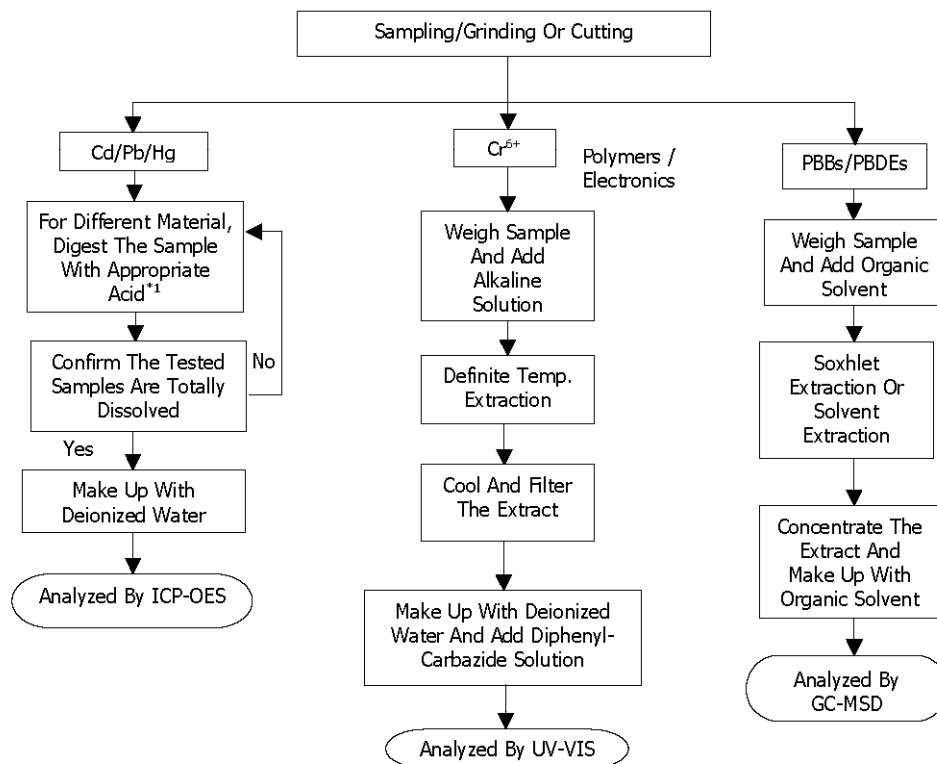 Sampling/Grinding Or Cutting
Cd/Pb/Hg
For Different Material,
Digest The Sample
With Appropriate
Acid*1
Confirm The Tested
Samples Are Totally
Dissolved
No
Yes
Make Up With
Deionized Water
Analyzed By ICP-OES
Cr6+
Polymers /
Electronics
Weigh Sample
And Add
Alkaline
Solution
Definite Temp.
Extraction
Cool And Filter
The Extract
Make Up With Deionized
Water And Add Diphenyl-
Carbazide Solution
Analyzed By UV-VIS
PBBs/PBDEs
Weigh Sample
And Add Organic
Solvent
Soxhlet
Extraction Or
Solvent
Extraction
Concentrate The
Extract And
Make Up With
Organic Solvent
Analyzed By
GC-MSD